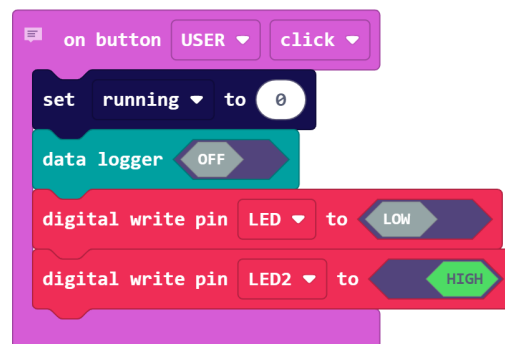 on button USER click
set running to 0
data logger OFF
digital write pin LED to LOW
digital write pin LED2 to HIGH